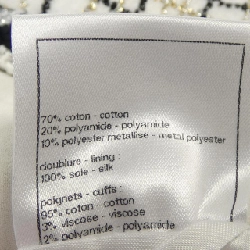 70% coton - cotton
20% polyamide - polyamide
10% polyester metallise - metal polyester
doublure - lining :
100% soie - silk
poignets - cuffs :
95% coton - cotton
3% viscose - viscose
2% polyamide - polyamide